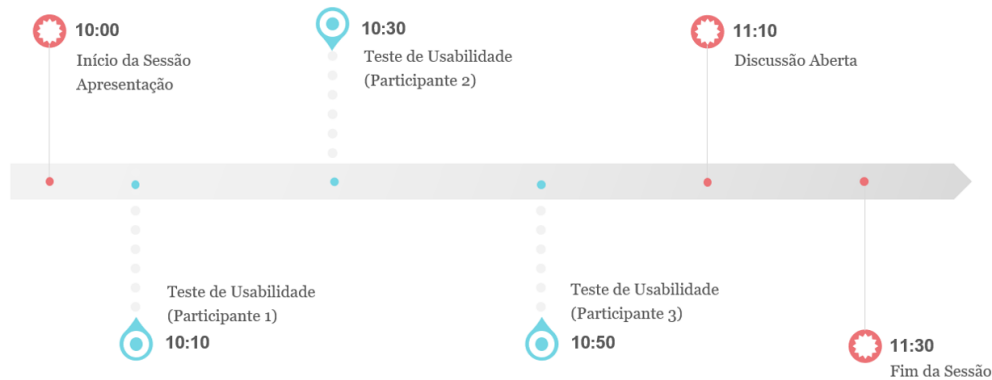 10:00
Início da Sessão
Apresentação
10:30
Teste de Usabilidade
(Participante 2)
11:10
Discussão Aberta
Teste de Usabilidade
(Participante 1)
10:10
Teste de Usabilidade
(Participante 3)
10:50
11:30
Fim da Sessão